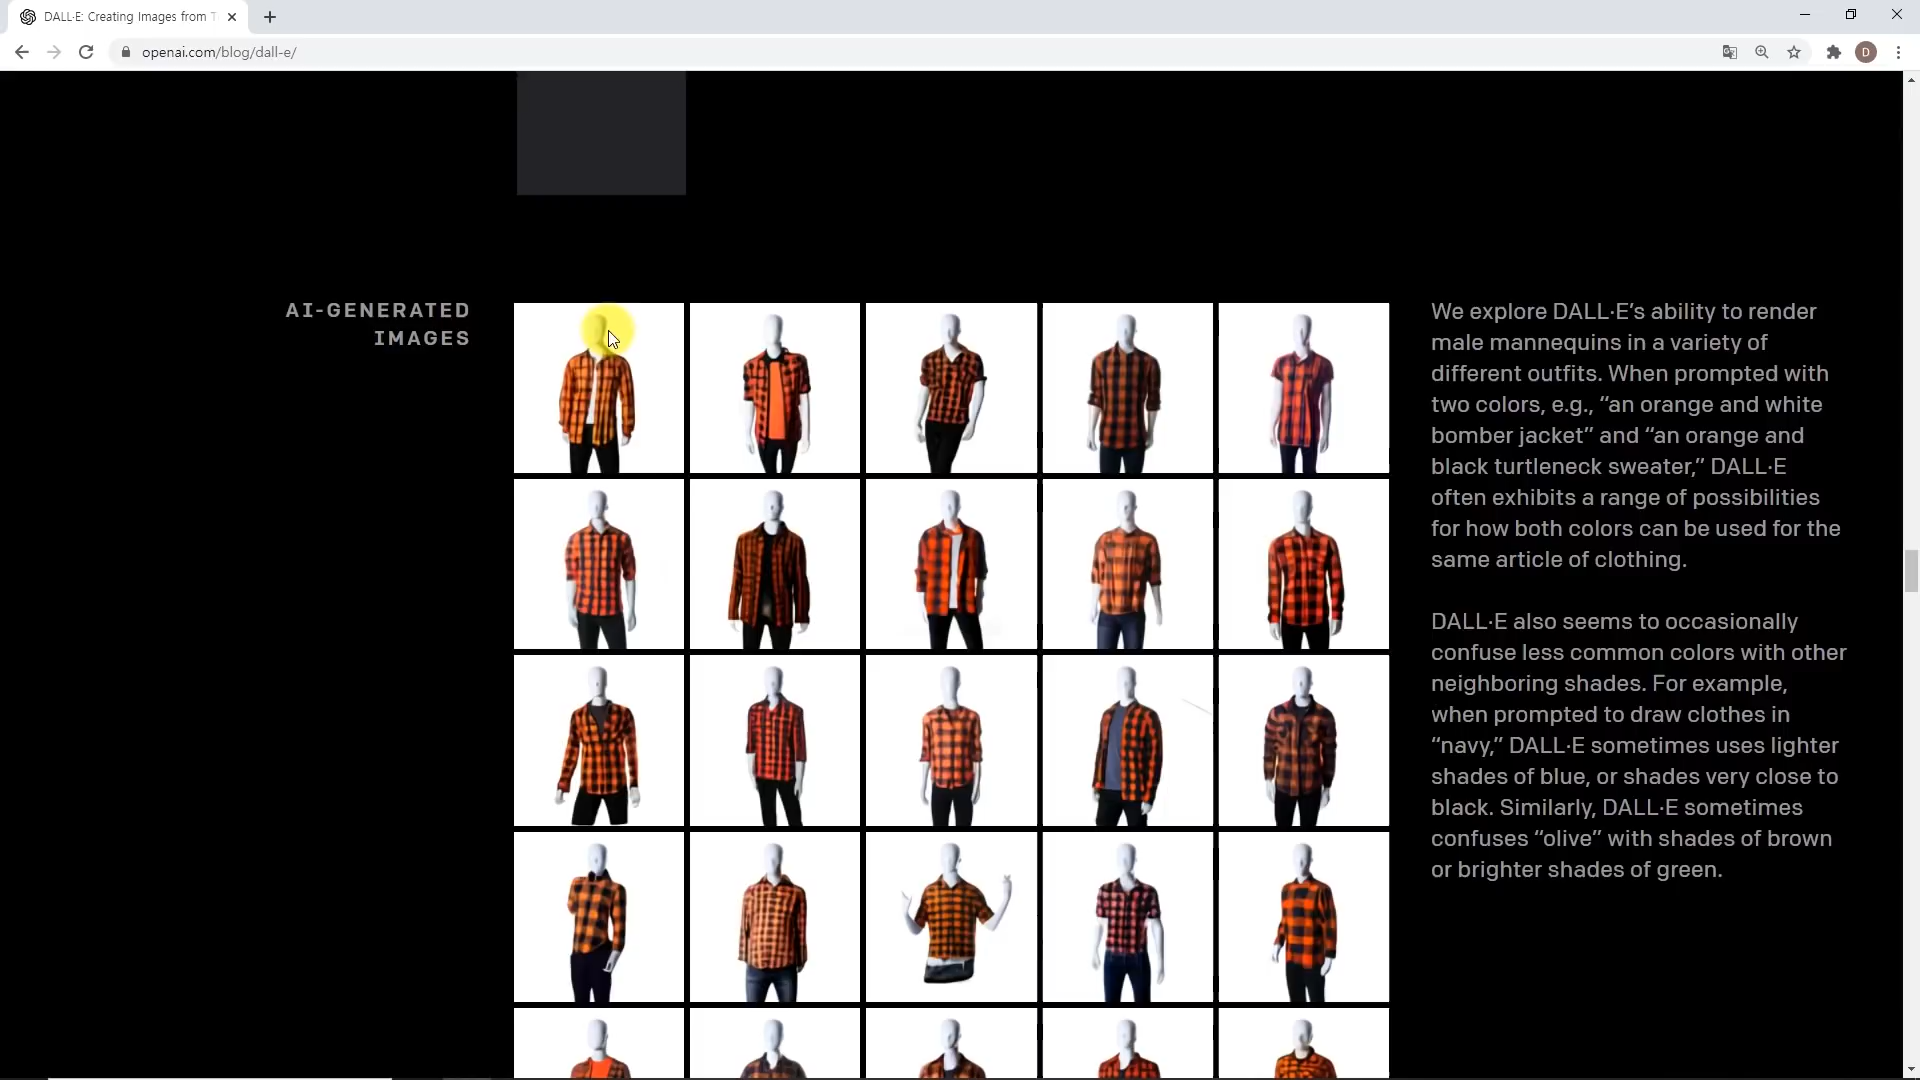 DALL·E: Creating Images from T
openai.com/blog/dall-e/
D
AI-GENERATED
IMAGES
We explore DALL·E’s ability to render
male mannequins in a variety of
different outfits. When prompted with
two colors, e.g., “an orange and white
bomber jacket” and “an orange and
black turtleneck sweater,” DALL·E
often exhibits a range of possibilities
for how both colors can be used for the
same article of clothing.
DALL·E also seems to occasionally
confuse less common colors with other
neighboring shades. For example,
when prompted to draw clothes in
“navy,” DALL·E sometimes uses lighter
shades of blue, or shades very close to
black. Similarly, DALL·E sometimes
confuses “olive” with shades of brown
or brighter shades of green.